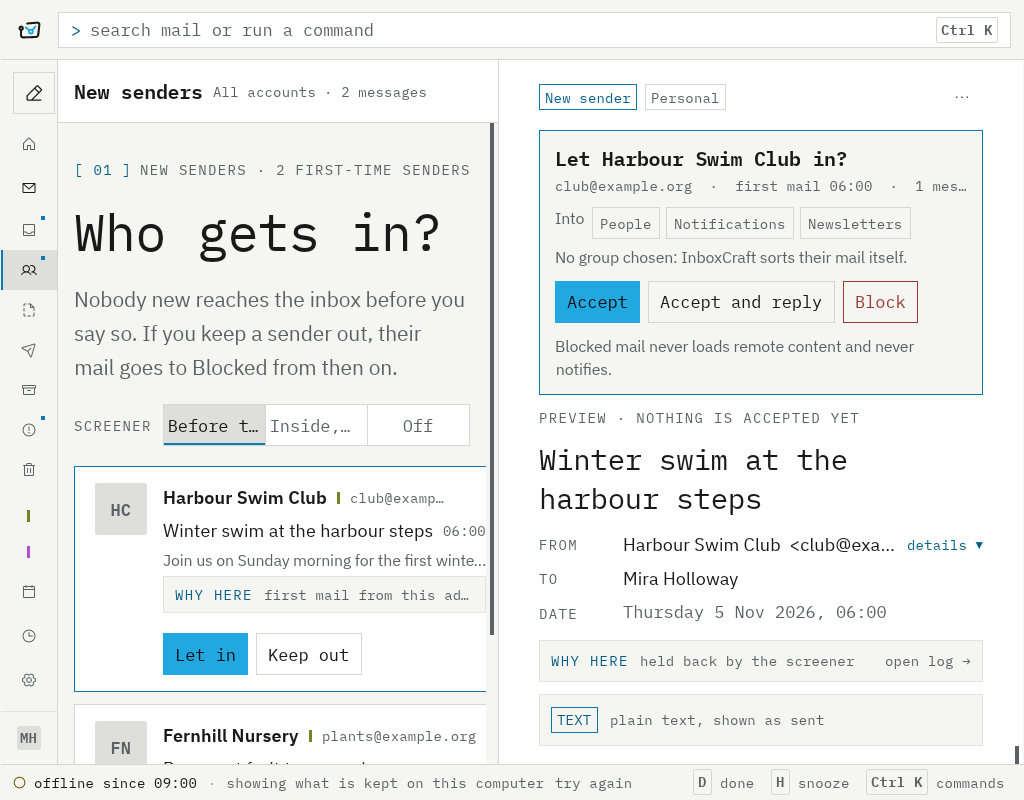 > search mail or run a command Ctrl K
New senders All accounts · 2 messages
[ 01 ] NEW SENDERS · 2 FIRST-TIME SENDERS
Who gets in?
Nobody new reaches the inbox before you
say so. If you keep a sender out, their
mail goes to Blocked from then on.
SCREENER Before t… Inside,… Off
HC
Harbour Swim Club club@examp…
Winter swim at the harbour steps 06:00
Join us on Sunday morning for the first winte…
WHY HERE first mail from this ad…
Let in Keep out
FN
Fernhill Nursery plants@example.org
MH
New sender Personal ...
Let Harbour Swim Club in?
club@example.org · first mail 06:00 · 1 mes…
Into People Notifications Newsletters
No group chosen: InboxCraft sorts their mail itself.
Accept Accept and reply Block
Blocked mail never loads remote content and never
notifies.
PREVIEW · NOTHING IS ACCEPTED YET
Winter swim at the
harbour steps
FROM Harbour Swim Club <club@exa… details ▾
TO Mira Holloway
DATE Thursday 5 Nov 2026, 06:00
WHY HERE held back by the screener open log →
TEXT plain text, shown as sent
offline since 09:00 · showing what is kept on this computer try again D done H snooze Ctrl K commands